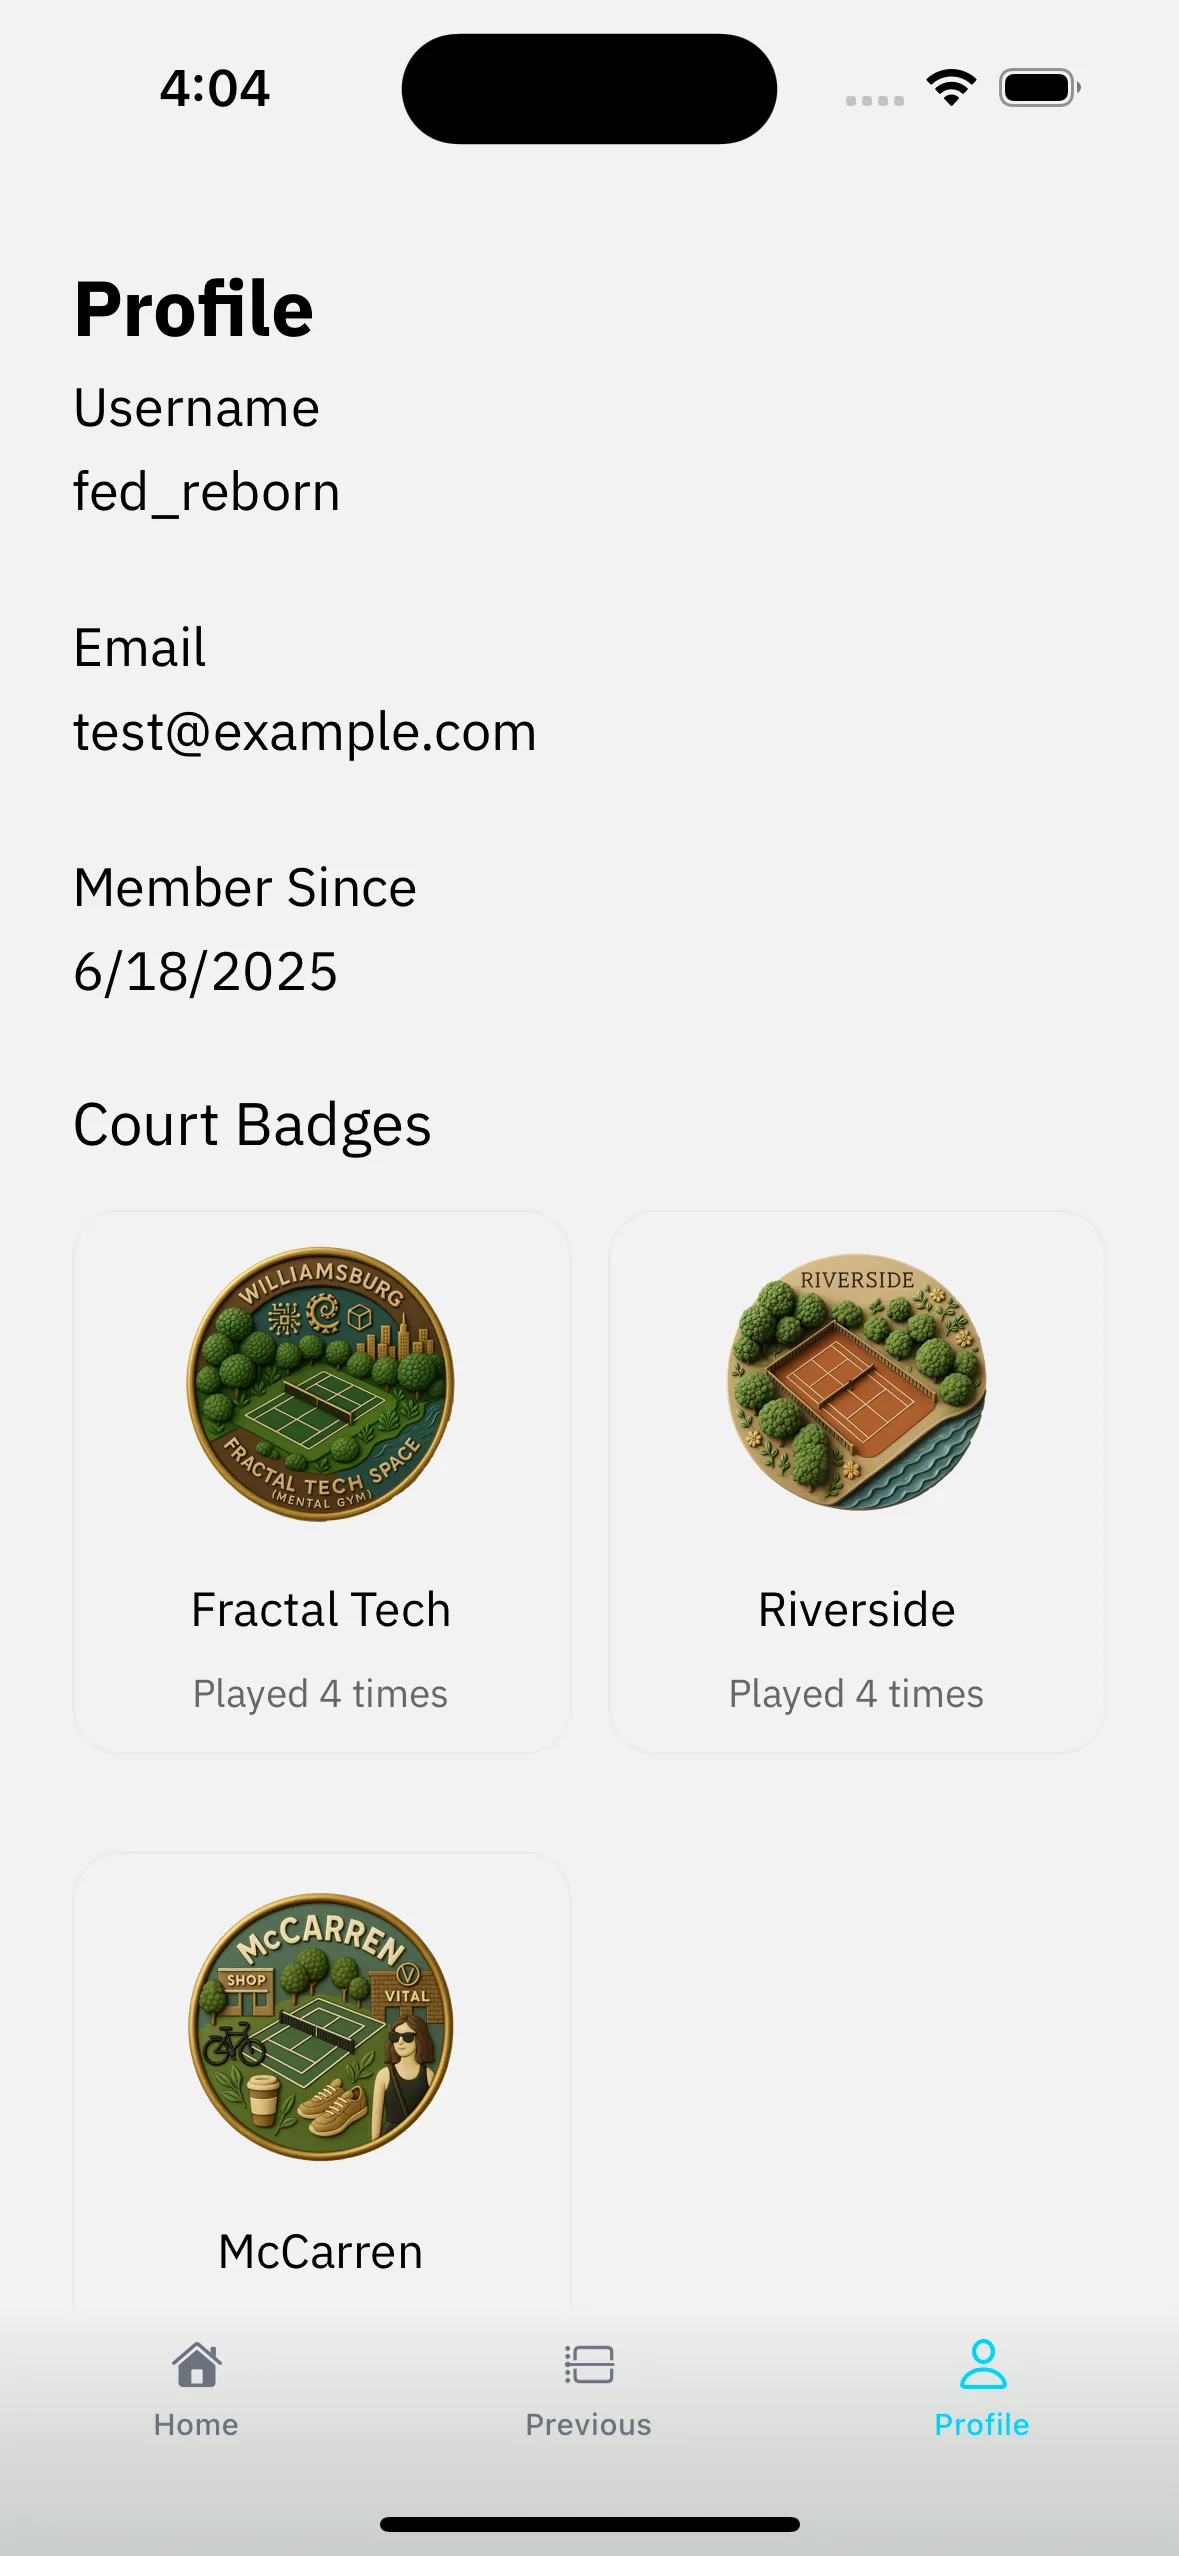 4:04
Profile
Username
fed_reborn
Email
test@example.com
Member Since
6/18/2025
Court Badges
WILLIAMSBURG
FRACTAL TECH SPACE
(MENTAL GYM)
RIVERSIDE
Fractal Tech
Riverside
Played 4 times
Played 4 times
McCARREN
SHOP
V
VITAL
McCarren
Home
Previous
Profile